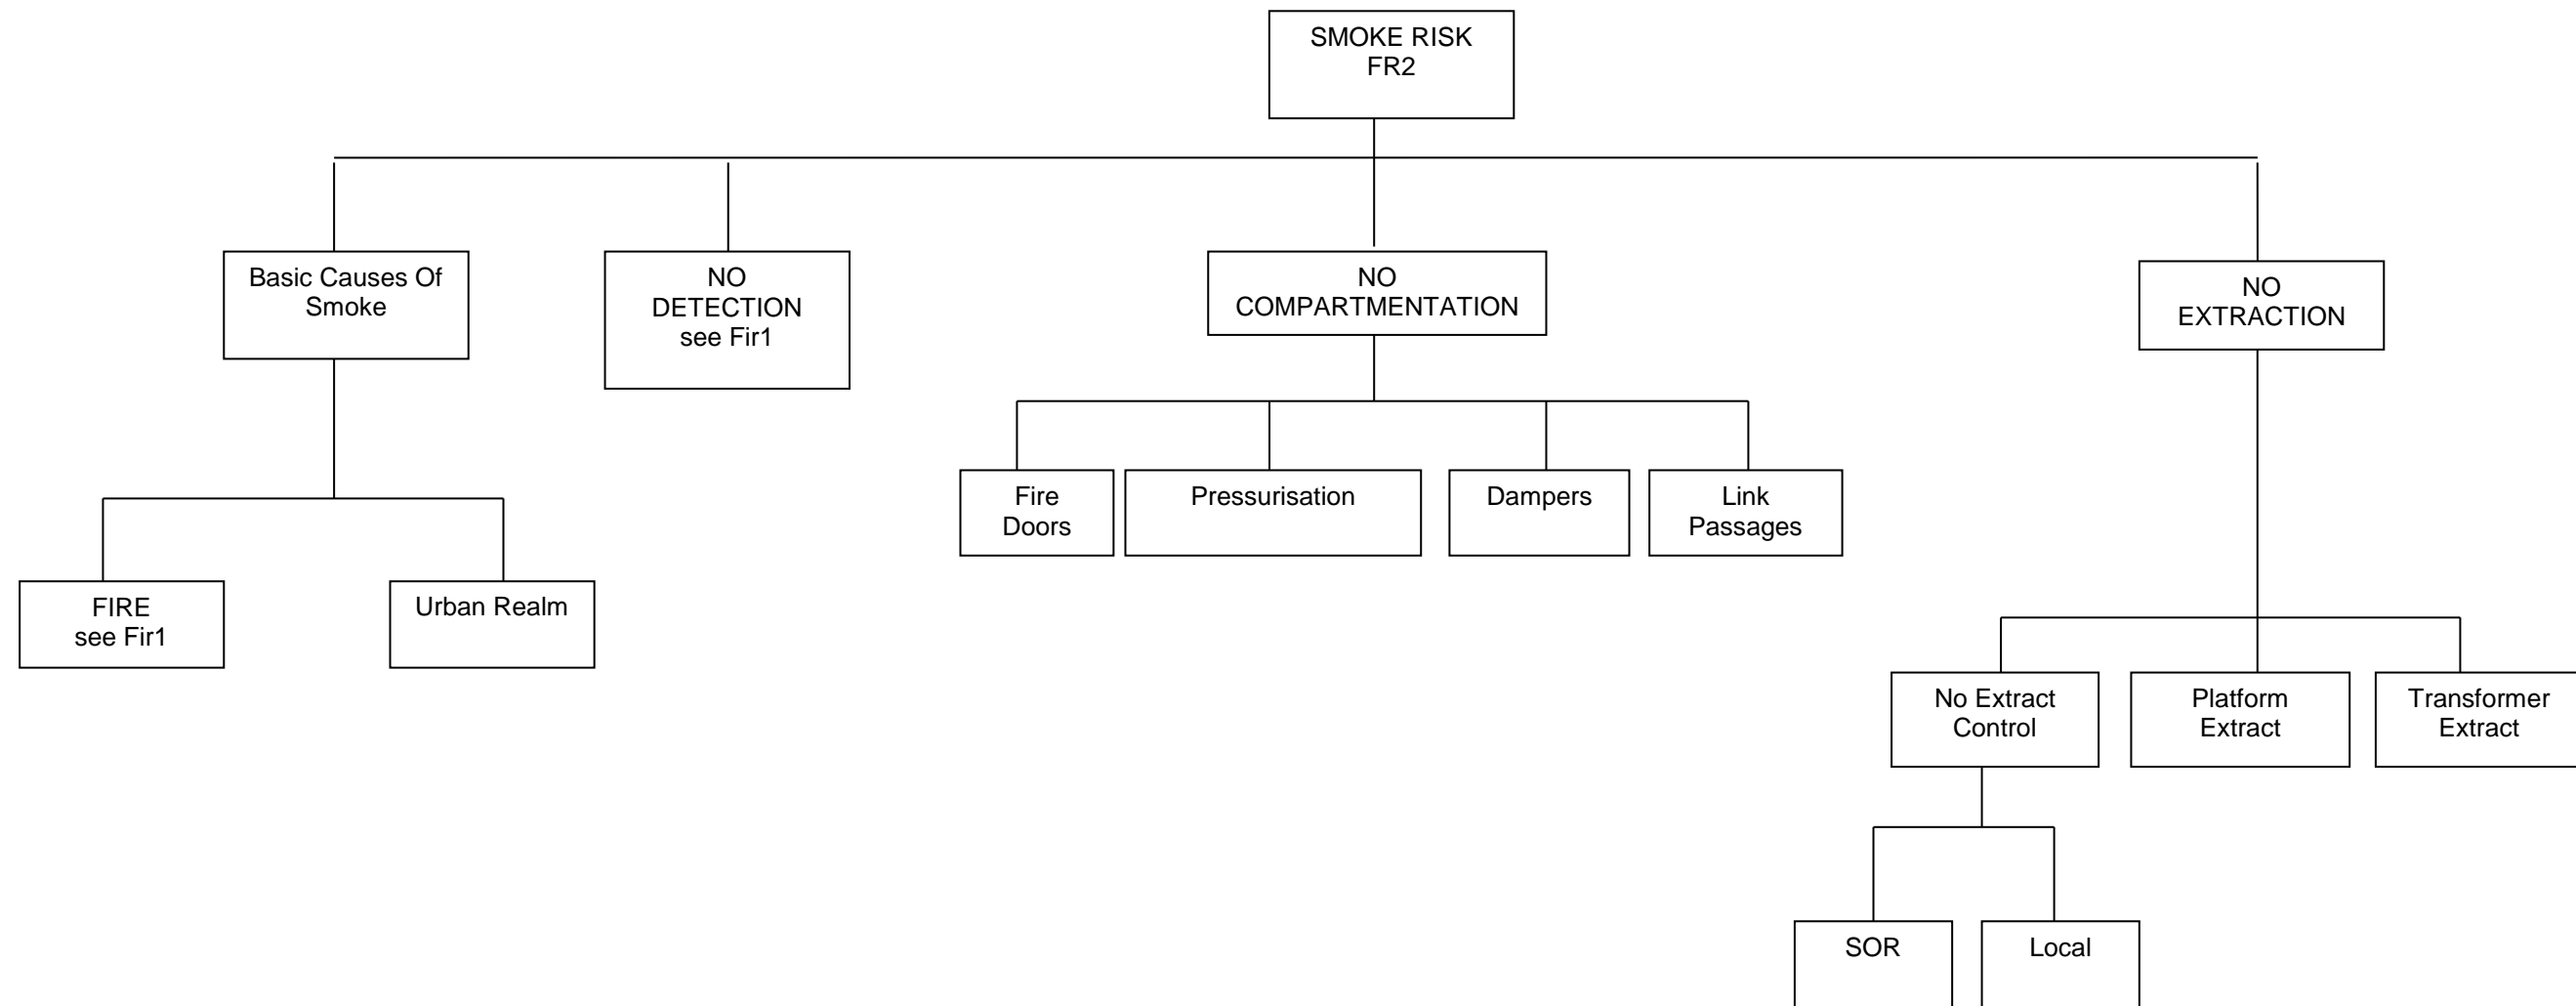 SMOKE RISK
FR2
Basic Causes Of
Smoke
NO
DETECTION
see Fir1
NO
COMPARTMENTATION
NO
EXTRACTION
Fire
Doors
Pressurisation
Dampers
Link
Passages
FIRE
see Fir1
Urban Realm
No Extract
Control
Platform
Extract
Transformer
Extract
SOR
Local